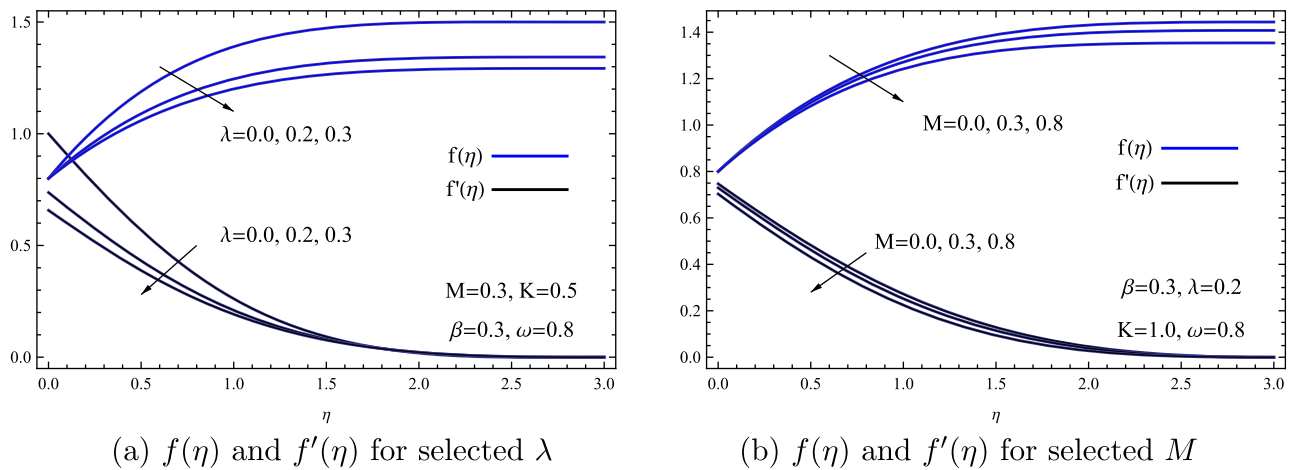 1.5
1.0
0.5
0.0
λ=0.0, 0.2, 0.3
f(η)
f'(η)
λ=0.0, 0.2, 0.3
M=0.3, K=0.5
β=0.3, ω=0.8
0.0 0.5 1.0 1.5 2.0 2.5 3.0
η
(a) f(η) and f′(η) for selected λ
1.4
1.2
1.0
0.8
0.6
0.4
0.2
0.0
M=0.0, 0.3, 0.8
f(η)
f'(η)
M=0.0, 0.3, 0.8
β=0.3, λ=0.2
K=1.0, ω=0.8
0.0 0.5 1.0 1.5 2.0 2.5 3.0
η
(b) f(η) and f′(η) for selected M